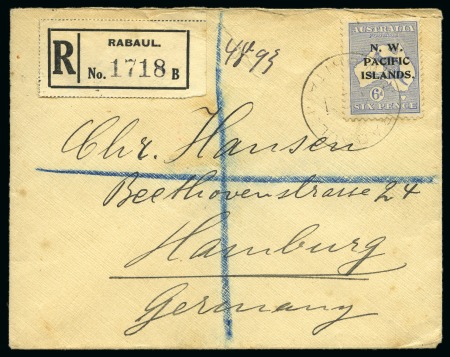 RABAUL.
R No. 1718 B
AUSTRALIA
N. W.
PACIFIC
ISLANDS.
6D
SIX PENCE
Chr. Hansen
Beethovenstrasse 24
Hamburg
Germany